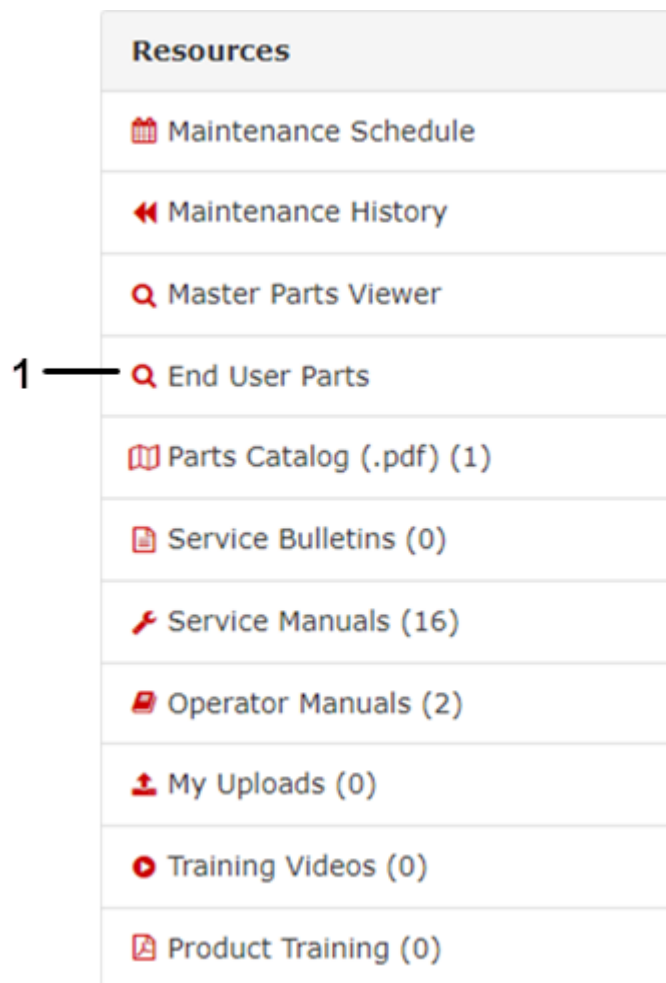 Resources
Maintenance Schedule
Maintenance History
Master Parts Viewer
1 End User Parts
Parts Catalog (.pdf) (1)
Service Bulletins (0)
Service Manuals (16)
Operator Manuals (2)
My Uploads (0)
Training Videos (0)
Product Training (0)